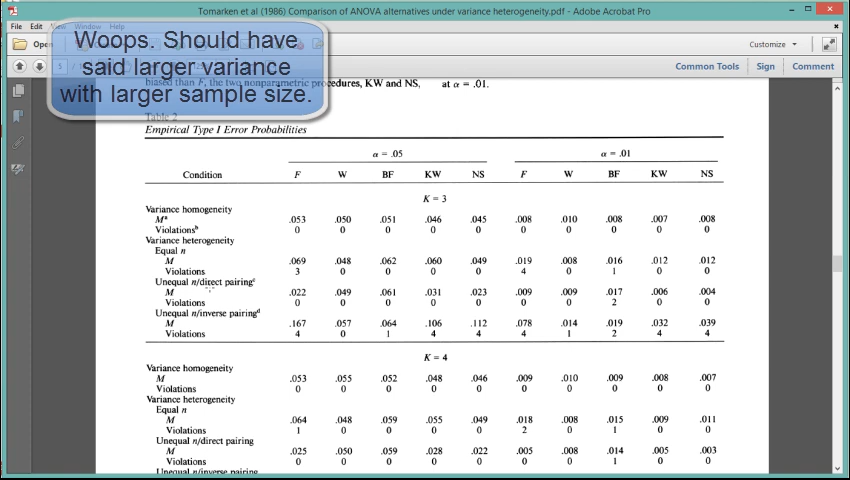 Tomarken et al (1986) Comparison of ANOVA alternatives under variance heterogeneity.pdf - Adobe Acrobat Pro
File Edit View Window Help
Open
Customize
5
Common Tools Sign Comment
Woops. Should have
said larger variance
with larger sample size.
biased than F, the two nonparametric procedures, KW and NS, at α = .01.
Table 2
Empirical Type I Error Probabilities
α = .05 α = .01
Condition F W BF KW NS F W BF KW NS
K = 3
Variance homogeneity
Mᵃ .053 .050 .051 .046 .045 .008 .010 .008 .007 .008
Violationsᵇ 0 0 0 0 0 0 0 0 0 0
Variance heterogeneity
Equal n
M .069 .048 .062 .060 .049 .019 .008 .016 .012 .012
Violations 3 0 0 0 0 4 0 1 0 0
Unequal n/direct pairingᶜ
M .022 .049 .061 .031 .023 .009 .009 .017 .006 .004
Violations 0 0 0 0 0 0 0 2 0 0
Unequal n/inverse pairingᵈ
M .167 .057 .064 .106 .112 .078 .014 .019 .032 .039
Violations 4 0 1 4 4 4 1 2 4 4
K = 4
Variance homogeneity
M .053 .055 .052 .048 .046 .009 .010 .009 .008 .007
Violations 0 0 0 0 0 0 0 0 0 0
Variance heterogeneity
Equal n
M .064 .048 .059 .055 .049 .018 .008 .015 .009 .011
Violations 1 0 0 0 0 2 0 1 0 0
Unequal n/direct pairing
M .025 .050 .059 .028 .022 .005 .008 .014 .005 .003
Violations 0 0 0 0 0 0 0 1 0 0
Unequal n/inverse pairing